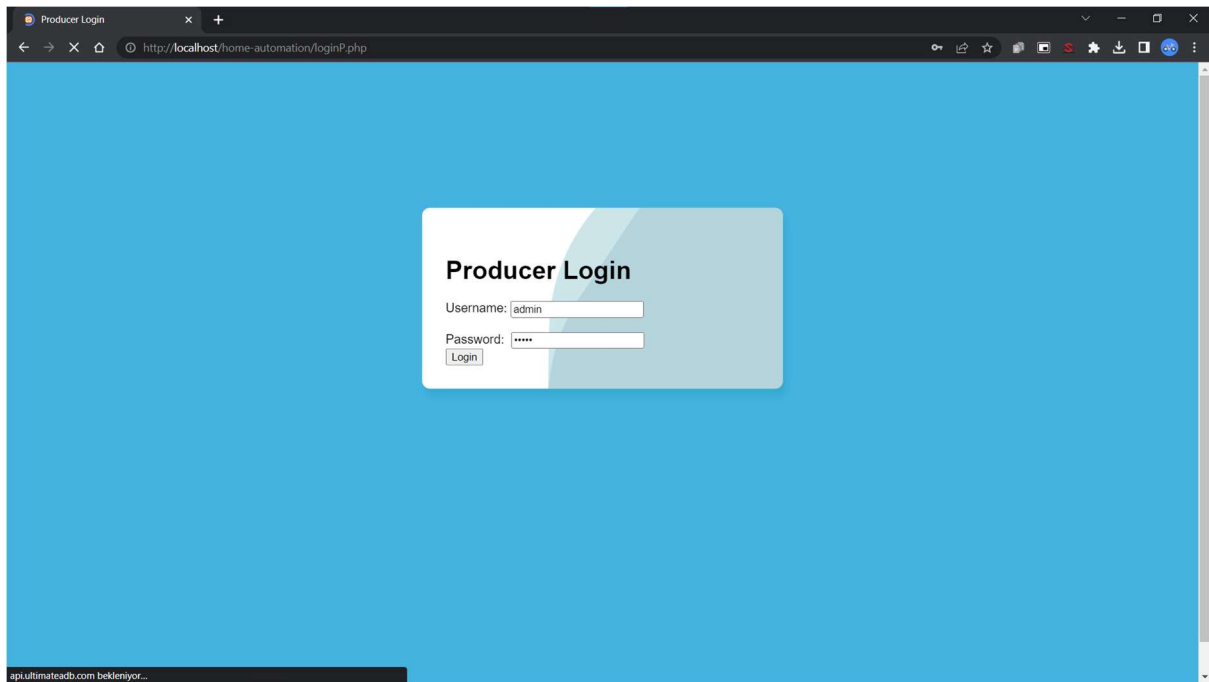 Producer Login
http://localhost/home-automation/loginP.php
S
Producer Login
Username: admin
Password: •••••
Login
api.ultimateadb.com bekleniyor...